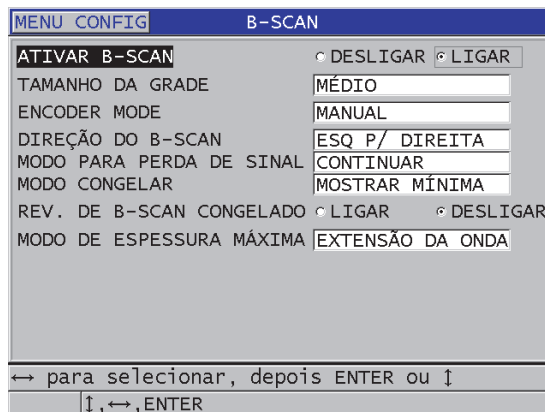 MENU CONFIG B-SCAN
ATIVAR B-SCAN DESLIGAR LIGAR
TAMANHO DA GRADE MÉDIO
ENCODER MODE MANUAL
DIREÇÃO DO B-SCAN ESQ P/ DIREITA
MODO PARA PERDA DE SINAL CONTINUAR
MODO CONGELAR MOSTRAR MÍNIMA
REV. DE B-SCAN CONGELADO LIGAR DESLIGAR
MODO DE ESPESSURA MÁXIMA EXTENSÃO DA ONDA
↔ para selecionar, depois ENTER ou ↕
↕,↔,ENTER